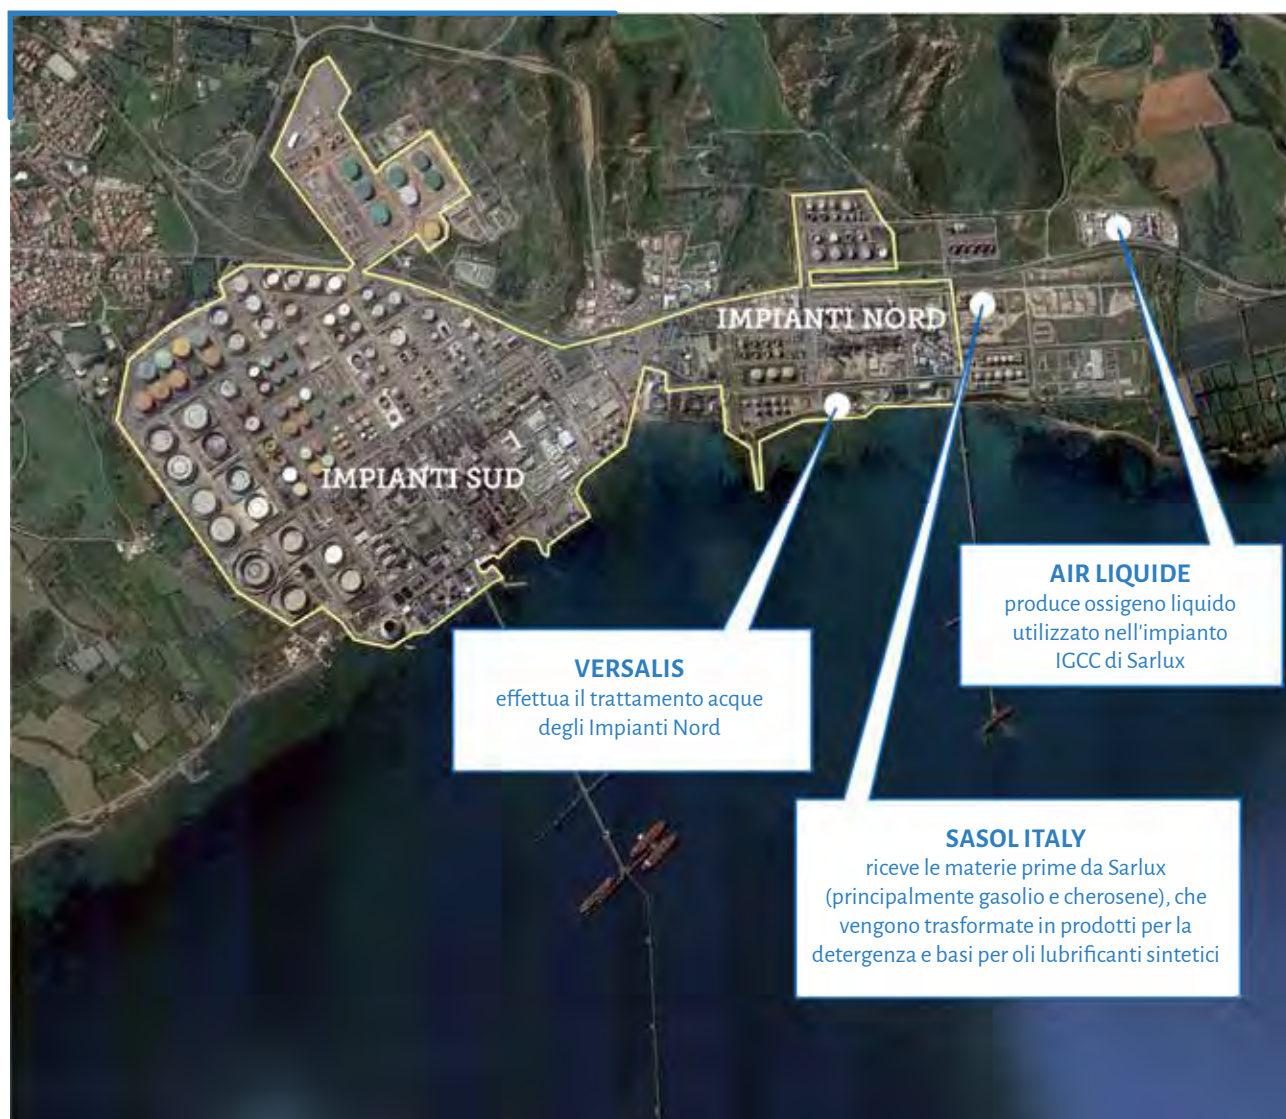 IMPIANTI NORD
IMPIANTI SUD
AIR LIQUIDE
produce ossigeno liquido
utilizzato nell'impianto
IGCC di Sarlux
VERSALIS
effettua il trattamento acque
degli Impianti Nord
SASOL ITALY
riceve le materie prime da Sarlux
(principalmente gasolio e cherosene), che
vengono trasformate in prodotti per la
detergenza e basi per oli lubrificanti sintetici